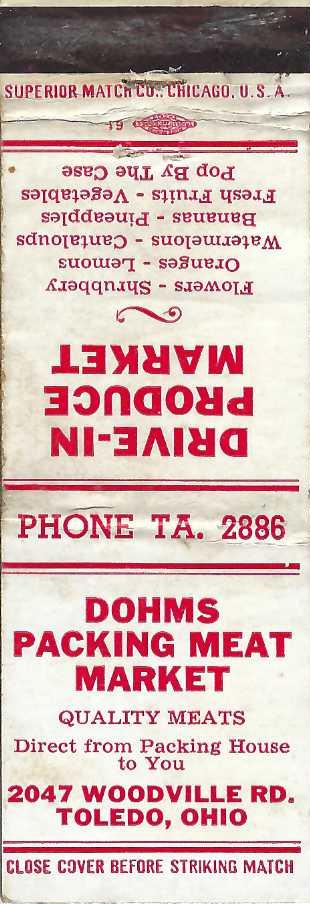 SUPERIOR MATCH CO., CHICAGO, U. S. A.
61
DRIVE-IN
PRODUCE
MARKET
Flowers - Shrubbery
Oranges - Lemons
Watermelons - Cantaloups
Bananas - Pineapples
Fresh Fruits - Vegetables
Pop By The Case
PHONE TA. 2886
DOHMS
PACKING MEAT
MARKET
QUALITY MEATS
Direct from Packing House
to You
2047 WOODVILLE RD.
TOLEDO, OHIO
CLOSE COVER BEFORE STRIKING MATCH